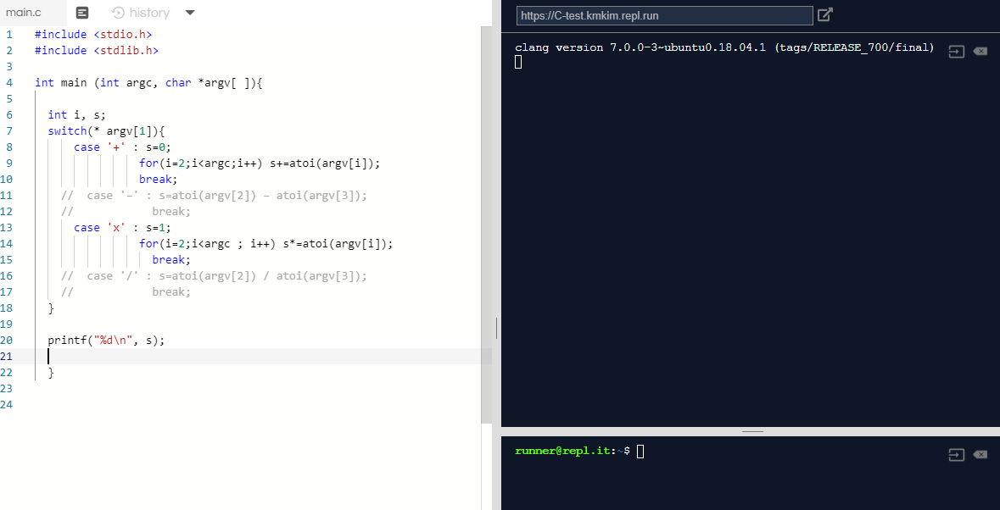 main.c
history
1 #include <stdio.h>
2 #include <stdlib.h>
3
4 int main (int argc, char *argv[ ]){
5
6 int i, s;
7 switch(* argv[1]){
8 case '+' : s=0;
9 for(i=2;i<argc;i++) s+=atoi(argv[i]);
10 break;
11 // case '–' : s=atoi(argv[2]) – atoi(argv[3]);
12 // break;
13 case 'x' : s=1;
14 for(i=2;i<argc ; i++) s*=atoi(argv[i]);
15 break;
16 // case '/' : s=atoi(argv[2]) / atoi(argv[3]);
17 // break;
18 }
19
20 printf("%d\n", s);
21
22 }
23
24
https://C-test.kmkim.repl.run
clang version 7.0.0-3~ubuntu0.18.04.1 (tags/RELEASE_700/final)
runner@repl.it:~$